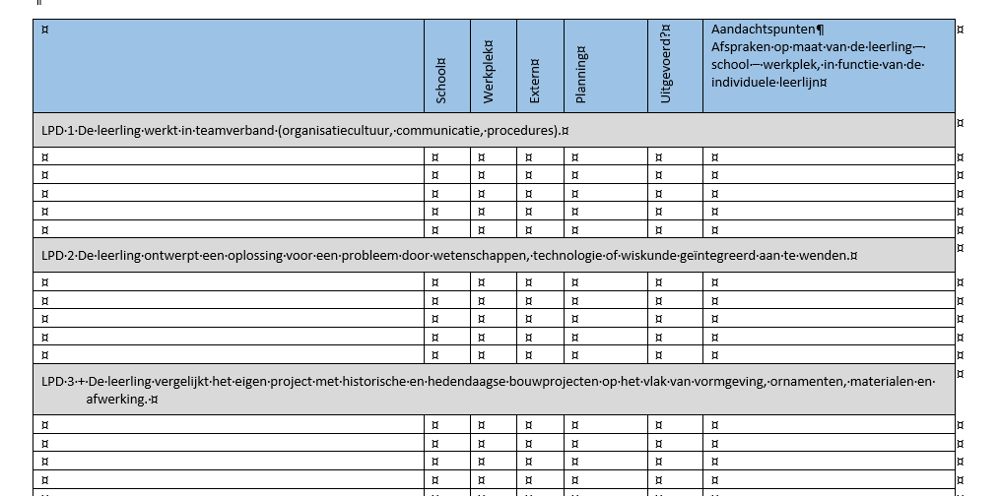 School
Werkplek
Extern
Planning
Uitgevoerd?
Aandachtspunten
Afspraken op maat van de leerling –
school – werkplek, in functie van de
individuele leerlijn
LPD 1 De leerling werkt in teamverband (organisatiecultuur, communicatie, procedures).
LPD 2 De leerling ontwerpt een oplossing voor een probleem door wetenschappen, technologie of wiskunde geïntegreerd aan te wenden.
LPD 3 + De leerling vergelijkt het eigen project met historische en hedendaagse bouwprojecten op het vlak van vormgeving, ornamenten, materialen en
afwerking.